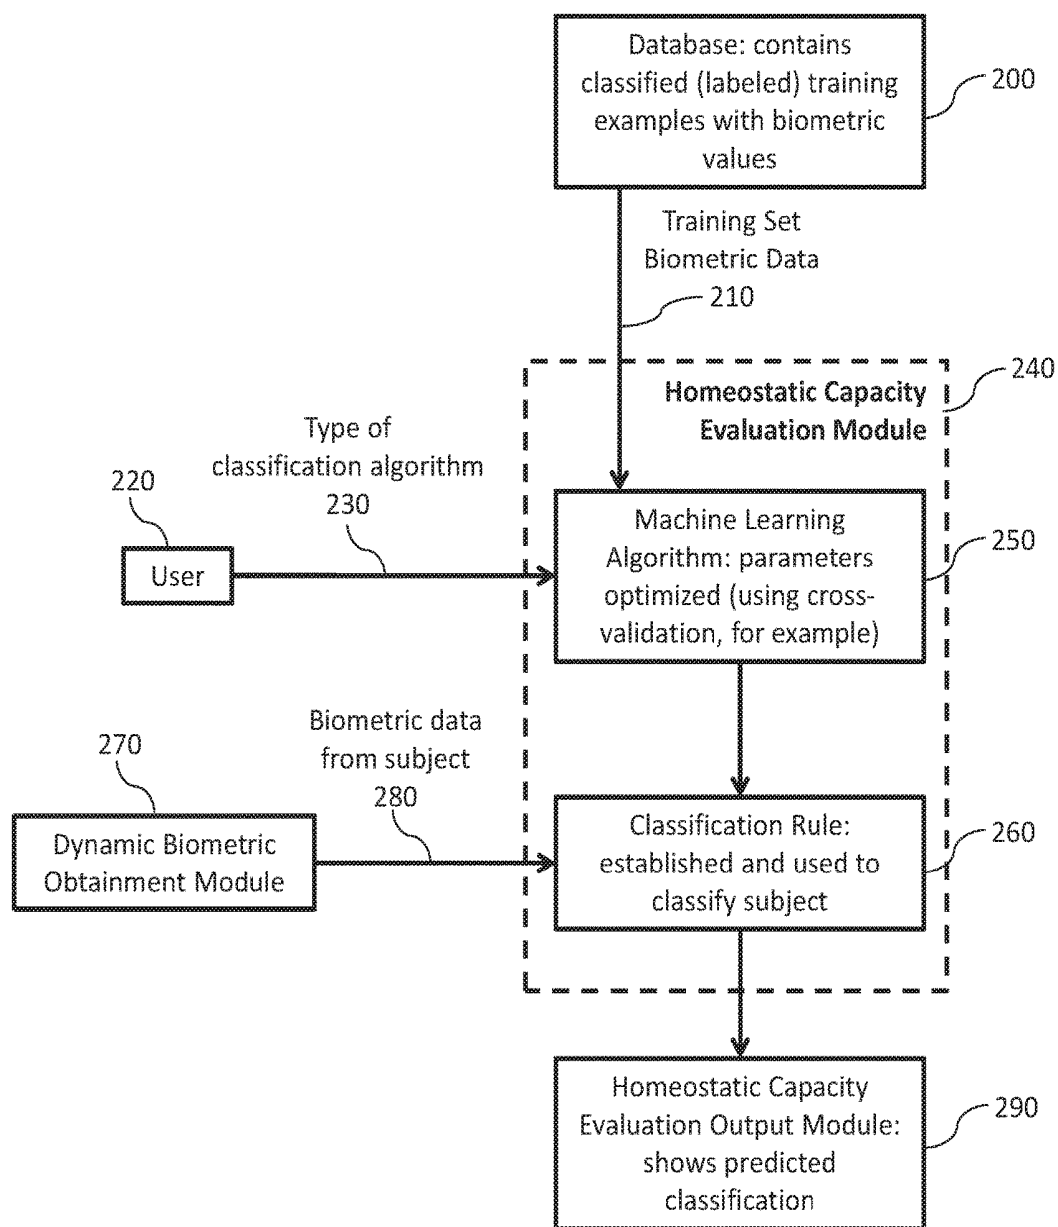 Database: contains
classified (labeled) training
examples with biometric
values
200
Training Set
Biometric Data
210
240
Homeostatic Capacity
Evaluation Module
Type of
classification algorithm
230
220
User
Machine Learning
Algorithm: parameters
optimized (using cross-
validation, for example)
250
Biometric data
from subject
280
270
Dynamic Biometric
Obtainment Module
Classification Rule:
established and used to
classify subject
260
Homeostatic Capacity
Evaluation Output Module:
shows predicted
classification
290